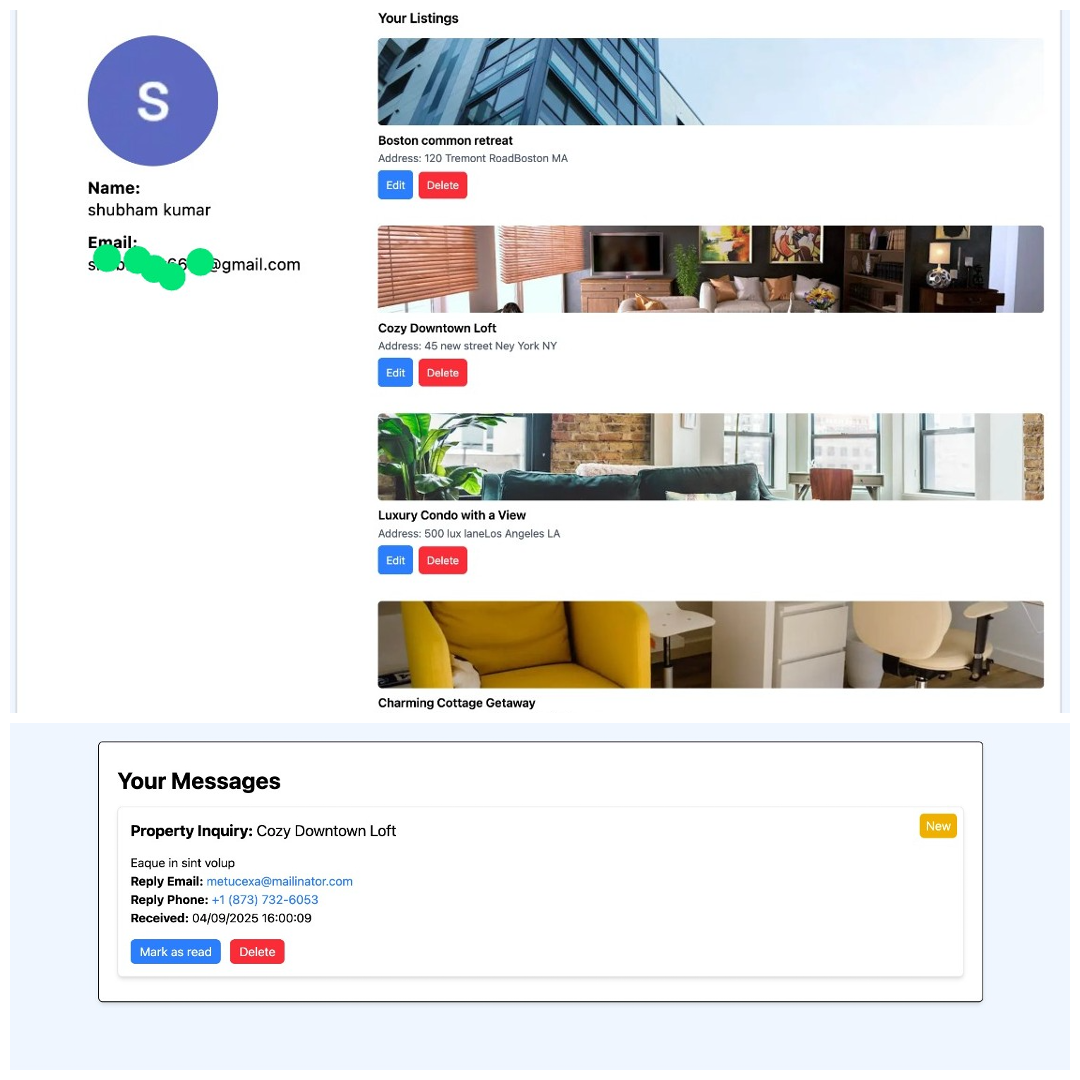 S
Name:
shubham kumar
Email:
@gmail.com
Your Listings
Boston common retreat
Address: 120 Tremont RoadBoston MA
Edit Delete
Cozy Downtown Loft
Address: 45 new street Ney York NY
Edit Delete
Luxury Condo with a View
Address: 500 lux laneLos Angeles LA
Edit Delete
Charming Cottage Getaway
Your Messages
Property Inquiry: Cozy Downtown Loft
New
Eaque in sint volup
Reply Email: metucexa@mailinator.com
Reply Phone: +1 (873) 732-6053
Received: 04/09/2025 16:00:09
Mark as read Delete